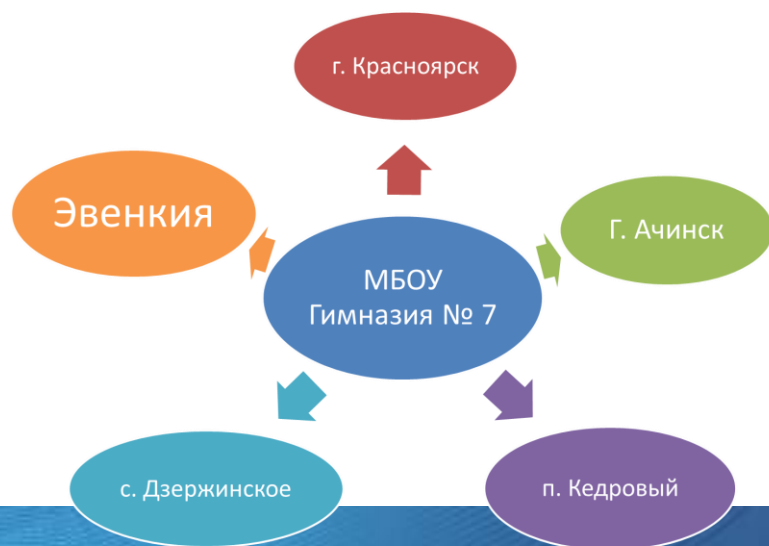 г. Красноярск
Эвенкия
Г. Ачинск
МБОУ
Гимназия № 7
с. Дзержинское
п. Кедровый